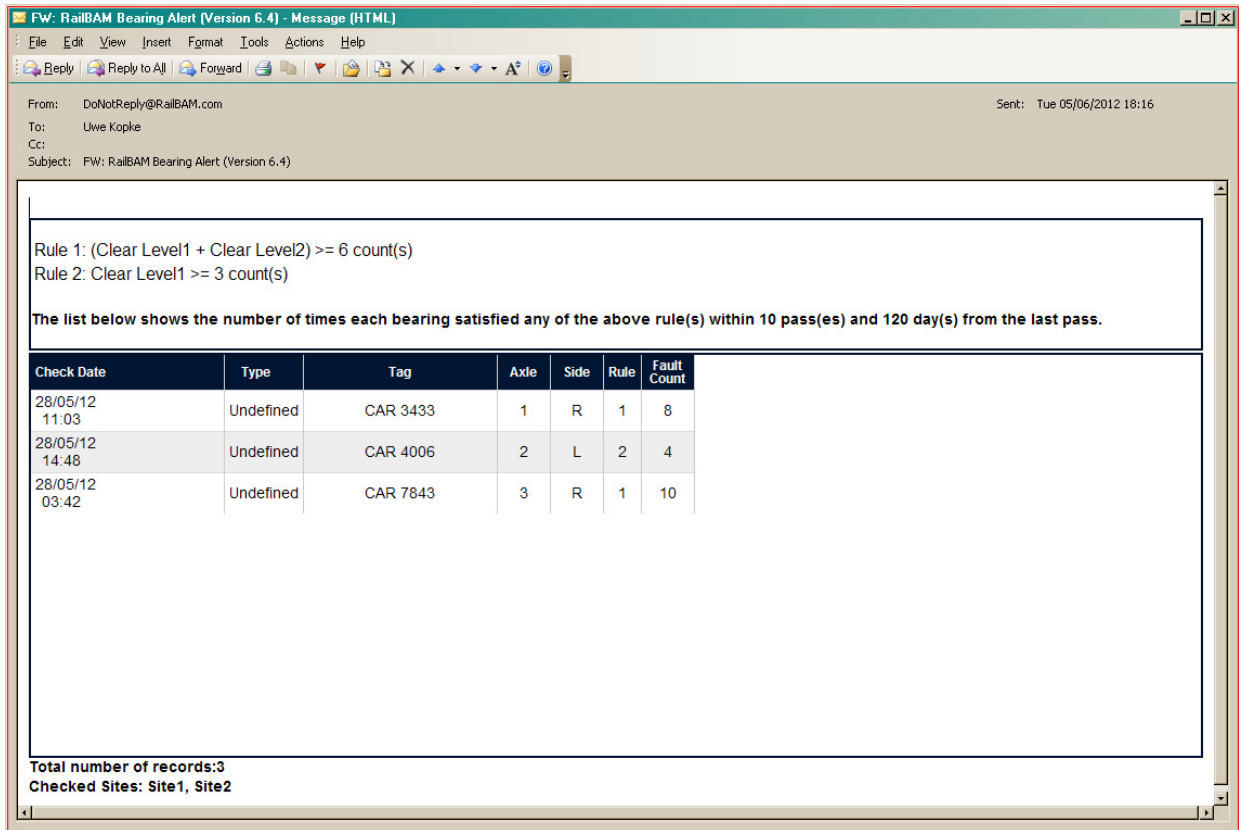 FW: RailBAM Bearing Alert (Version 6.4) - Message (HTML)
File Edit View Insert Format Tools Actions Help
Reply Reply to All Forward
From: DoNotReply@RailBAM.com Sent: Tue 05/06/2012 18:16
To: Uwe Kopke
Cc:
Subject: FW: RailBAM Bearing Alert (Version 6.4)
Rule 1: (Clear Level1 + Clear Level2) >= 6 count(s)
Rule 2: Clear Level1 >= 3 count(s)
The list below shows the number of times each bearing satisfied any of the above rule(s) within 10 pass(es) and 120 day(s) from the last pass.
Check Date Type Tag Axle Side Rule Fault Count
28/05/12 11:03 Undefined CAR 3433 1 R 1 8
28/05/12 14:48 Undefined CAR 4006 2 L 2 4
28/05/12 03:42 Undefined CAR 7843 3 R 1 10
Total number of records:3
Checked Sites: Site1, Site2